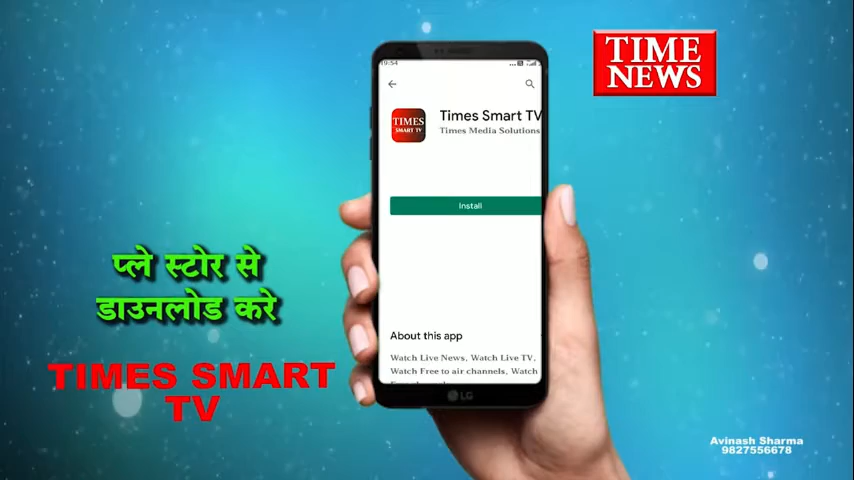 TIME
NEWS
19:54
TIMES
SMART TV
Times Smart TV
Times Media Solutions
Install
प्ले स्टोर से
डाउनलोड करे
TIMES SMART
TV
About this app
Watch Live News, Watch Live TV,
Watch Free to air channels, Watch
LG
Avinash Sharma
9827556678